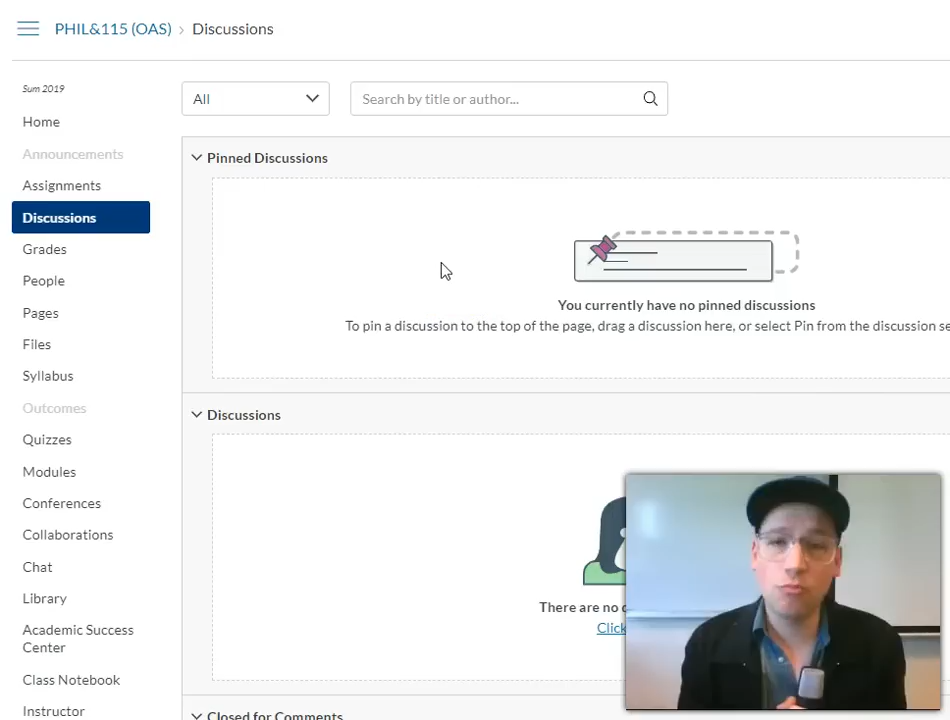 PHIL&115 (OAS) › Discussions
Sum 2019
All
Search by title or author...
Home
Announcements
Assignments
Discussions
Grades
People
Pages
Files
Syllabus
Outcomes
Quizzes
Modules
Conferences
Collaborations
Chat
Library
Academic Success
Center
Class Notebook
Instructor
Pinned Discussions
You currently have no pinned discussions
To pin a discussion to the top of the page, drag a discussion here, or select Pin from the discussion se
Discussions
There are no
Click
Closed for Comments